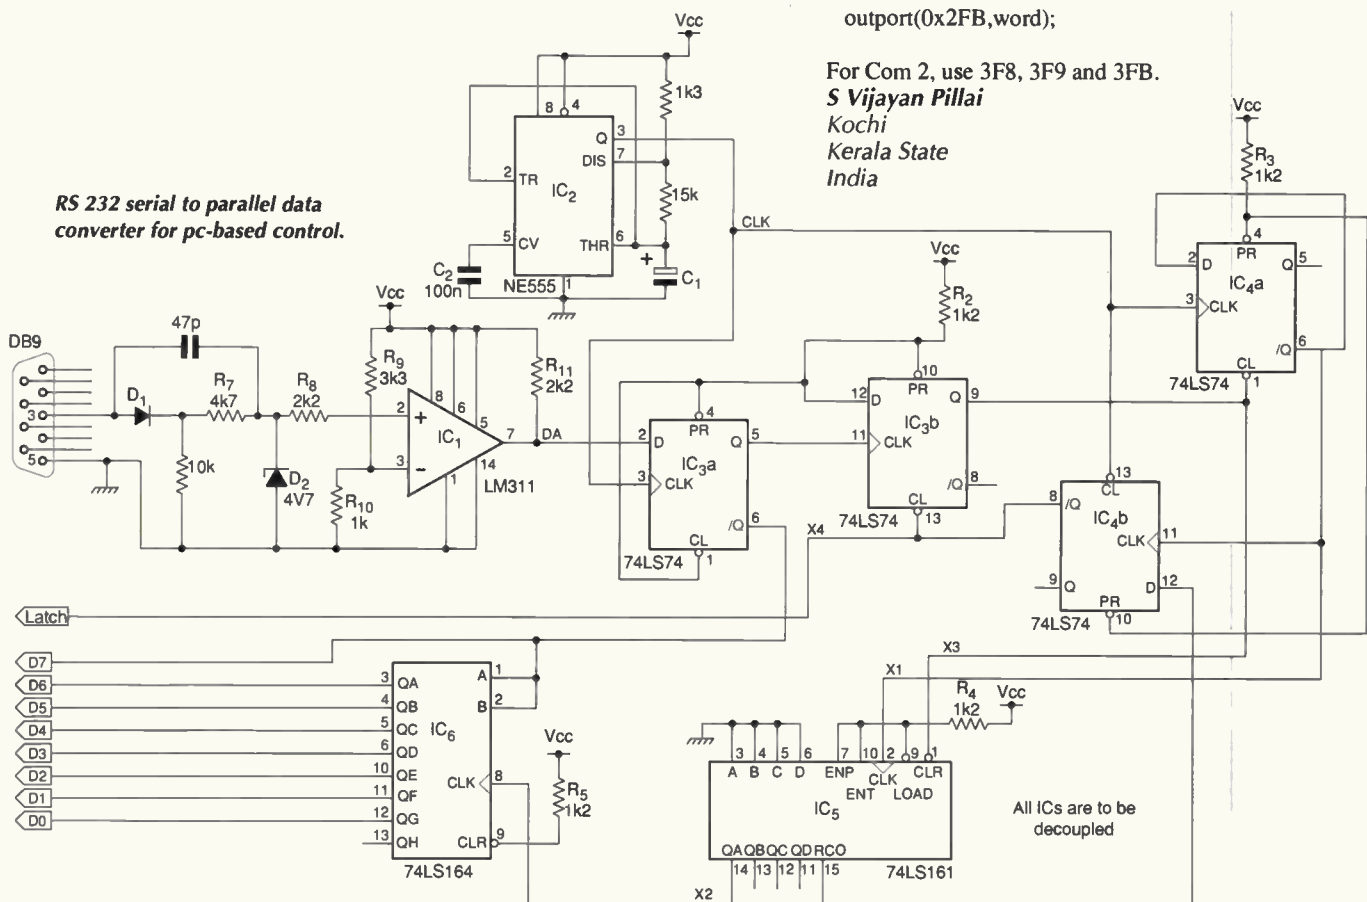 outport(0x2FB,word);
For Com 2, use 3F8, 3F9 and 3FB.
S Vijayan Pillai
Kochi
Kerala State
India
RS 232 serial to parallel data
converter for pc-based control.
Vcc
1k3
8
4
Q
3
DIS
7
2
TR
IC2
15k
5
CV
THR
6
+
C1
C2
100n
NE555
1
CLK
Vcc
R3
1k2
4
PR
2
D
Q
5
IC4a
3
CLK
/Q
6
CL
74LS74
1
Vcc
R2
1k2
10
PR
12
D
Q
9
IC3b
11
CLK
/Q
8
CL
74LS74
13
DB9
3
5
47p
D1
R7
4k7
R8
2k2
10k
D2
4V7
Vcc
R9
3k3
R10
1k
2
+
3
-
IC1
8
6
5
7
14
1
LM311
R11
2k2
DA
4
PR
2
D
Q
5
IC3a
3
CLK
/Q
6
CL
74LS74
1
X4
13
CL
8
/Q
IC4b
CLK
11
9
Q
D
12
PR
74LS74
10
Latch
D7
D6
D5
D4
D3
D2
D1
D0
3
QA
4
QB
5
QC
6
QD
10
QE
11
QF
12
QG
13
QH
A
1
B
2
IC6
CLK
8
CLR
9
74LS164
Vcc
R5
1k2
X3
X1
R4
1k2
Vcc
3
4
5
6
7
10
2
9
1
A
B
C
D
ENP
CLK
CLR
ENT
LOAD
IC5
QA
QB
QC
QD
RCO
14
13
12
11
15
74LS161
X2
All ICs are to be
decoupled